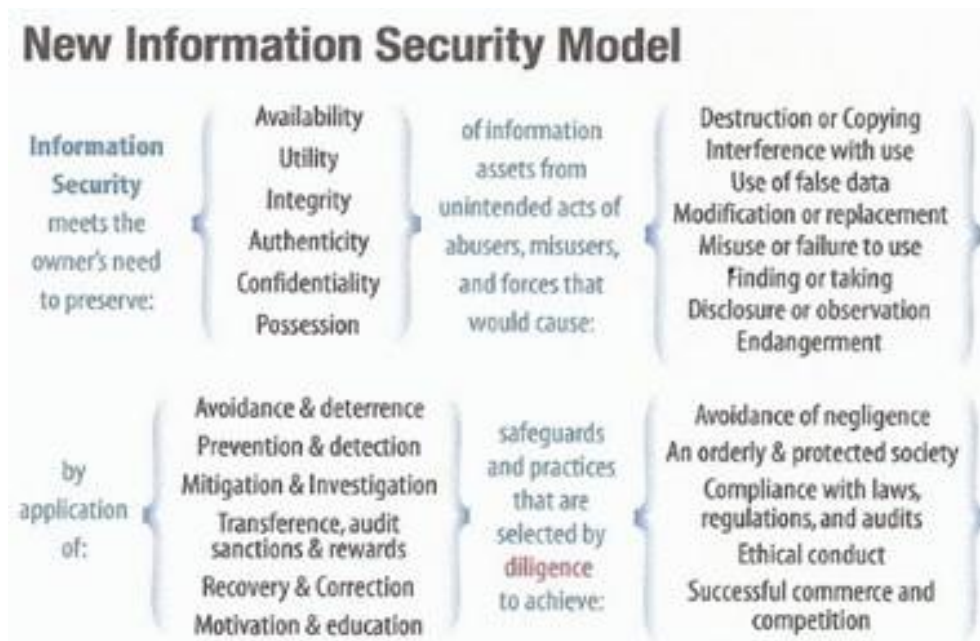 New Information Security Model
Information
Security
meets the
owner's need
to preserve:
Availability
Utility
Integrity
Authenticity
Confidentiality
Possession
of information
assets from
unintended acts of
abusers, misusers,
and forces that
would cause:
Destruction or Copying
Interference with use
Use of false data
Modification or replacement
Misuse or failure to use
Finding or taking
Disclosure or observation
Endangerment
by
application
of:
Avoidance & deterrence
Prevention & detection
Mitigation & Investigation
Transference, audit
sanctions & rewards
Recovery & Correction
Motivation & education
safeguards
and practices
that are
selected by
diligence
to achieve:
Avoidance of negligence
An orderly & protected society
Compliance with laws,
regulations, and audits
Ethical conduct
Successful commerce and
competition